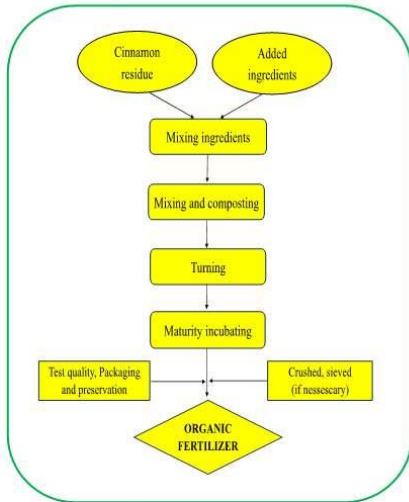 Cinnamon
residue
Added
ingredients
Mixing ingredients
Mixing and composting
Turning
Maturity incubating
Test quality, Packaging
and preservation
Crushed, sieved
(if nessescary)
ORGANIC
FERTILIZER